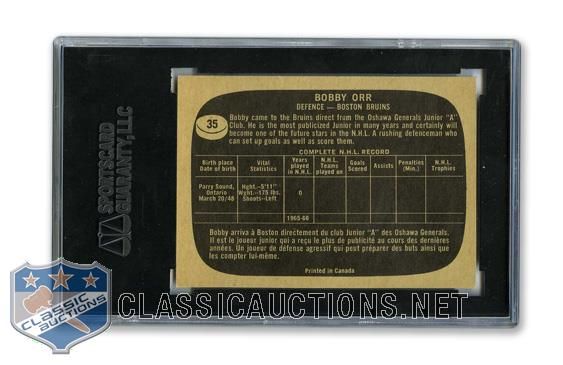 BOBBY ORR
DEFENCE — BOSTON BRUINS
35
Bobby came to the Bruins direct from the Oshawa Generals Junior "A"
Club. He is the most publicized Junior in many years and certainly will
become one of the future stars in the N.H.L. A rushing defenceman who
can set up goals as well as score them.
COMPLETE N.H.L. RECORD
Birth place Date of birth
Vital Statistics
Years played in N.H.L.
N.H.L. Teams played on
Goals Scored
Assists
Penalties (Min.)
N.H.L. Trophies
Parry Sound, Ontario March 20/48
Hght.-5'11" Wght.-175 lbs. Shoots-Left
0
1965-66
Bobby arriva à Boston directement du club Junior "A" des Oshawa Generals.
Il est le joueur junior qui a reçu le plus de publicité au cours des dernières
années. Un joueur de défense agressif qui peut préparer des buts ainsi que
les compter lui-même.
Printed in Canada
SPORTSCARD
GUARANTY, LLC
CLASSIC
AUCTIONS
CLASSICAUCTIONS.NET